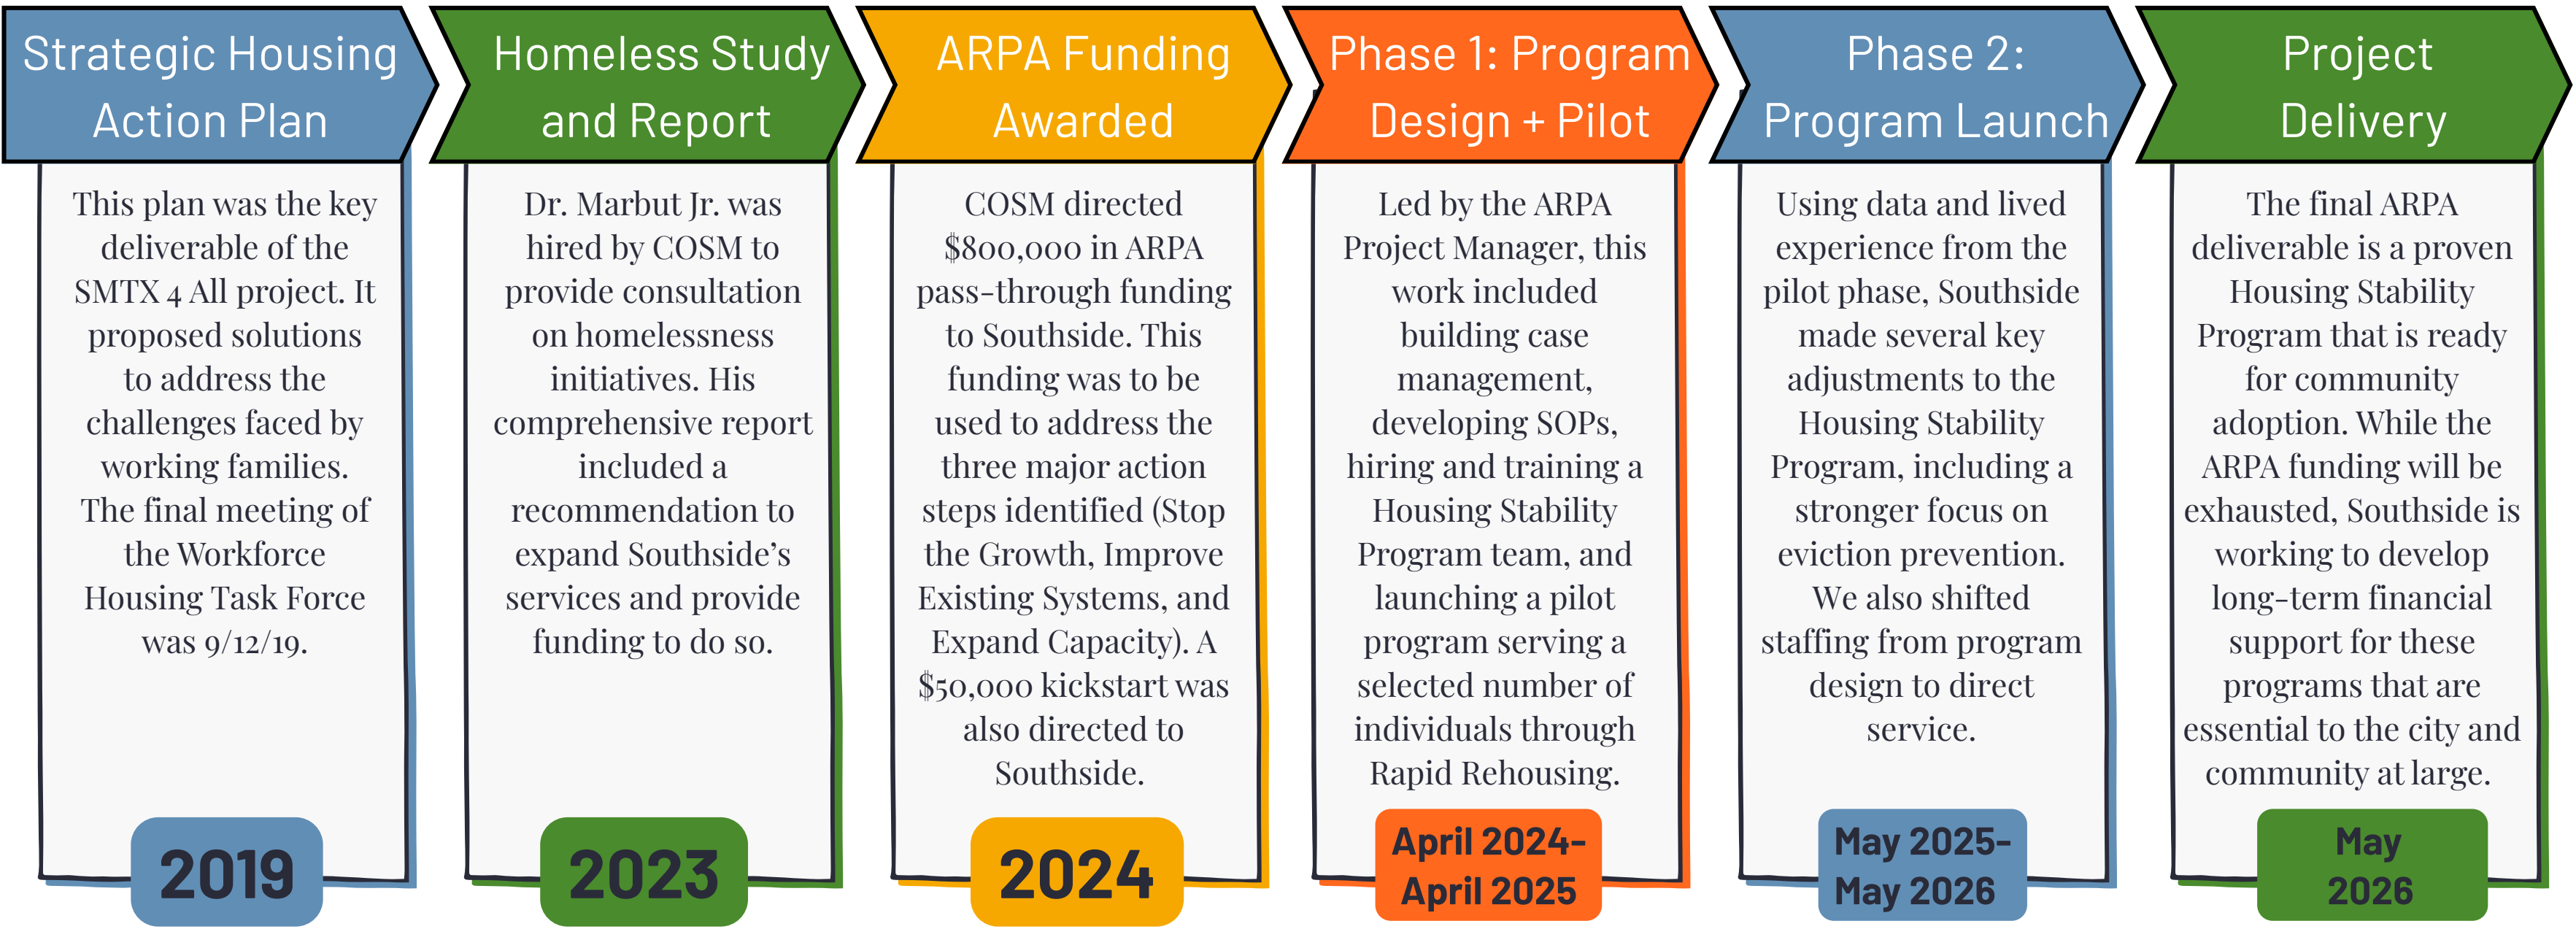 Strategic Housing
Action Plan
This plan was the key
deliverable of the
SMTX 4 All project. It
proposed solutions
to address the
challenges faced by
working families.
The final meeting of
the Workforce
Housing Task Force
was 9/12/19.
2019
Homeless Study
and Report
Dr. Marbut Jr. was
hired by COSM to
provide consultation
on homelessness
initiatives. His
comprehensive report
included a
recommendation to
expand Southside’s
services and provide
funding to do so.
2023
ARPA Funding
Awarded
COSM directed
$800,000 in ARPA
pass-through funding
to Southside. This
funding was to be
used to address the
three major action
steps identified (Stop
the Growth, Improve
Existing Systems, and
Expand Capacity). A
$50,000 kickstart was
also directed to
Southside.
2024
Phase 1: Program
Design + Pilot
Led by the ARPA
Project Manager, this
work included
building case
management,
developing SOPs,
hiring and training a
Housing Stability
Program team, and
launching a pilot
program serving a
selected number of
individuals through
Rapid Rehousing.
April 2024-
April 2025
Phase 2:
Program Launch
Using data and lived
experience from the
pilot phase, Southside
made several key
adjustments to the
Housing Stability
Program, including a
stronger focus on
eviction prevention.
We also shifted
staffing from program
design to direct
service.
May 2025-
May 2026
Project
Delivery
The final ARPA
deliverable is a proven
Housing Stability
Program that is ready
for community
adoption. While the
ARPA funding will be
exhausted, Southside is
working to develop
long-term financial
support for these
programs that are
essential to the city and
community at large.
May
2026